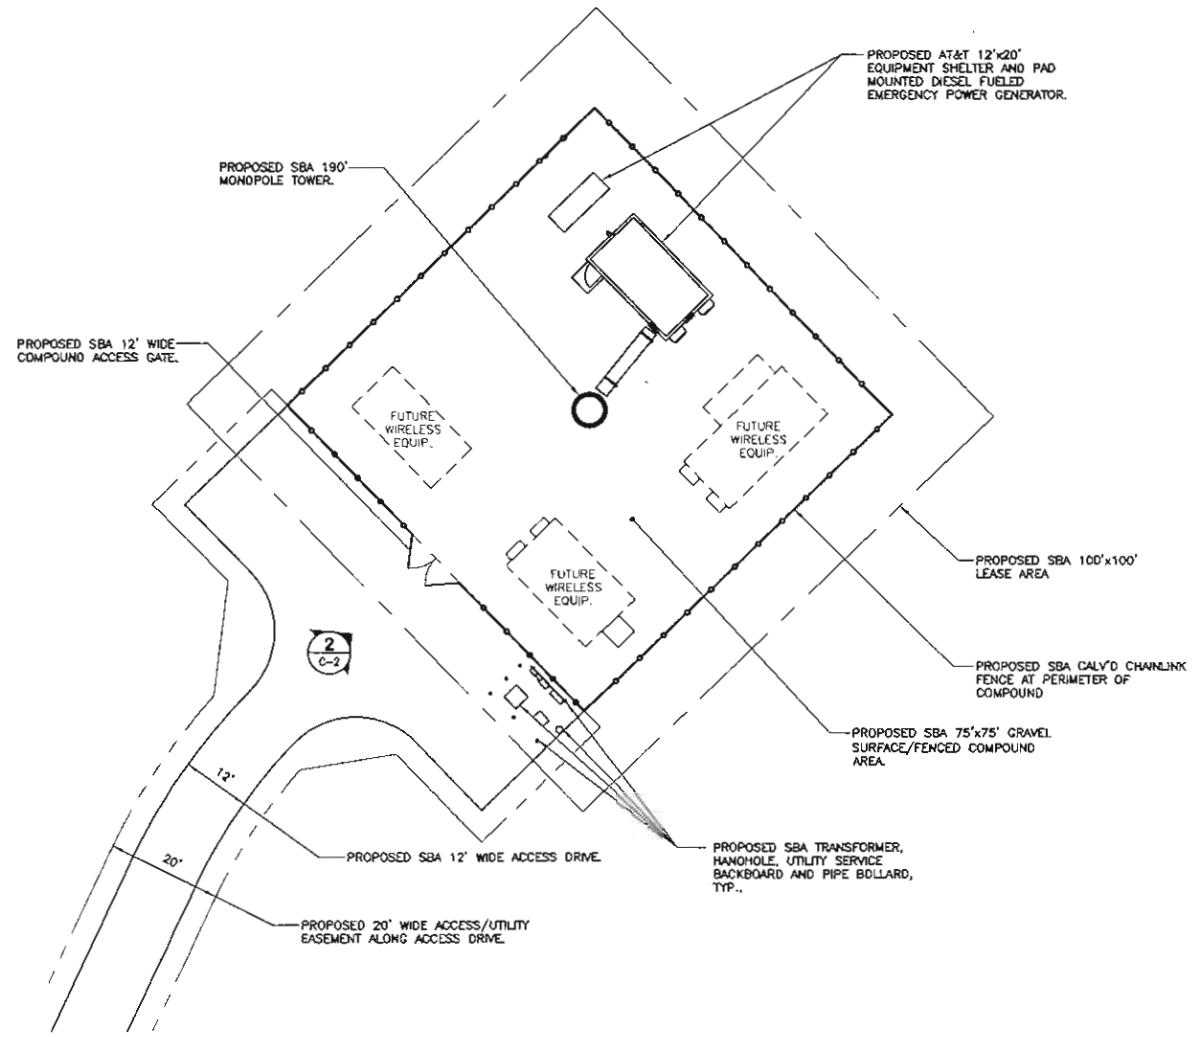 PROPOSED AT&T 12'x20'
EQUIPMENT SHELTER AND PAD
MOUNTED DIESEL FUELED
EMERGENCY POWER GENERATOR.
PROPOSED SBA 190'
MONOPOLE TOWER.
PROPOSED SBA 12' WIDE
COMPOUND ACCESS GATE.
FUTURE
WIRELESS
EQUIP.
FUTURE
WIRELESS
EQUIP.
FUTURE
WIRELESS
EQUIP.
PROPOSED SBA 100'x100'
LEASE AREA
2
C-2
PROPOSED SBA GALV'D CHAINLINK
FENCE AT PERIMETER OF
COMPOUND
PROPOSED SBA 75'x75' GRAVEL
SURFACE/FENCED COMPOUND
AREA.
12'
20'
PROPOSED SBA 12' WIDE ACCESS DRIVE.
PROPOSED SBA TRANSFORMER,
HANDHOLE, UTILITY SERVICE
BACKBOARD AND PIPE BOLLARD,
TYP..
PROPOSED 20' WIDE ACCESS/UTILITY
EASEMENT ALONG ACCESS DRIVE.